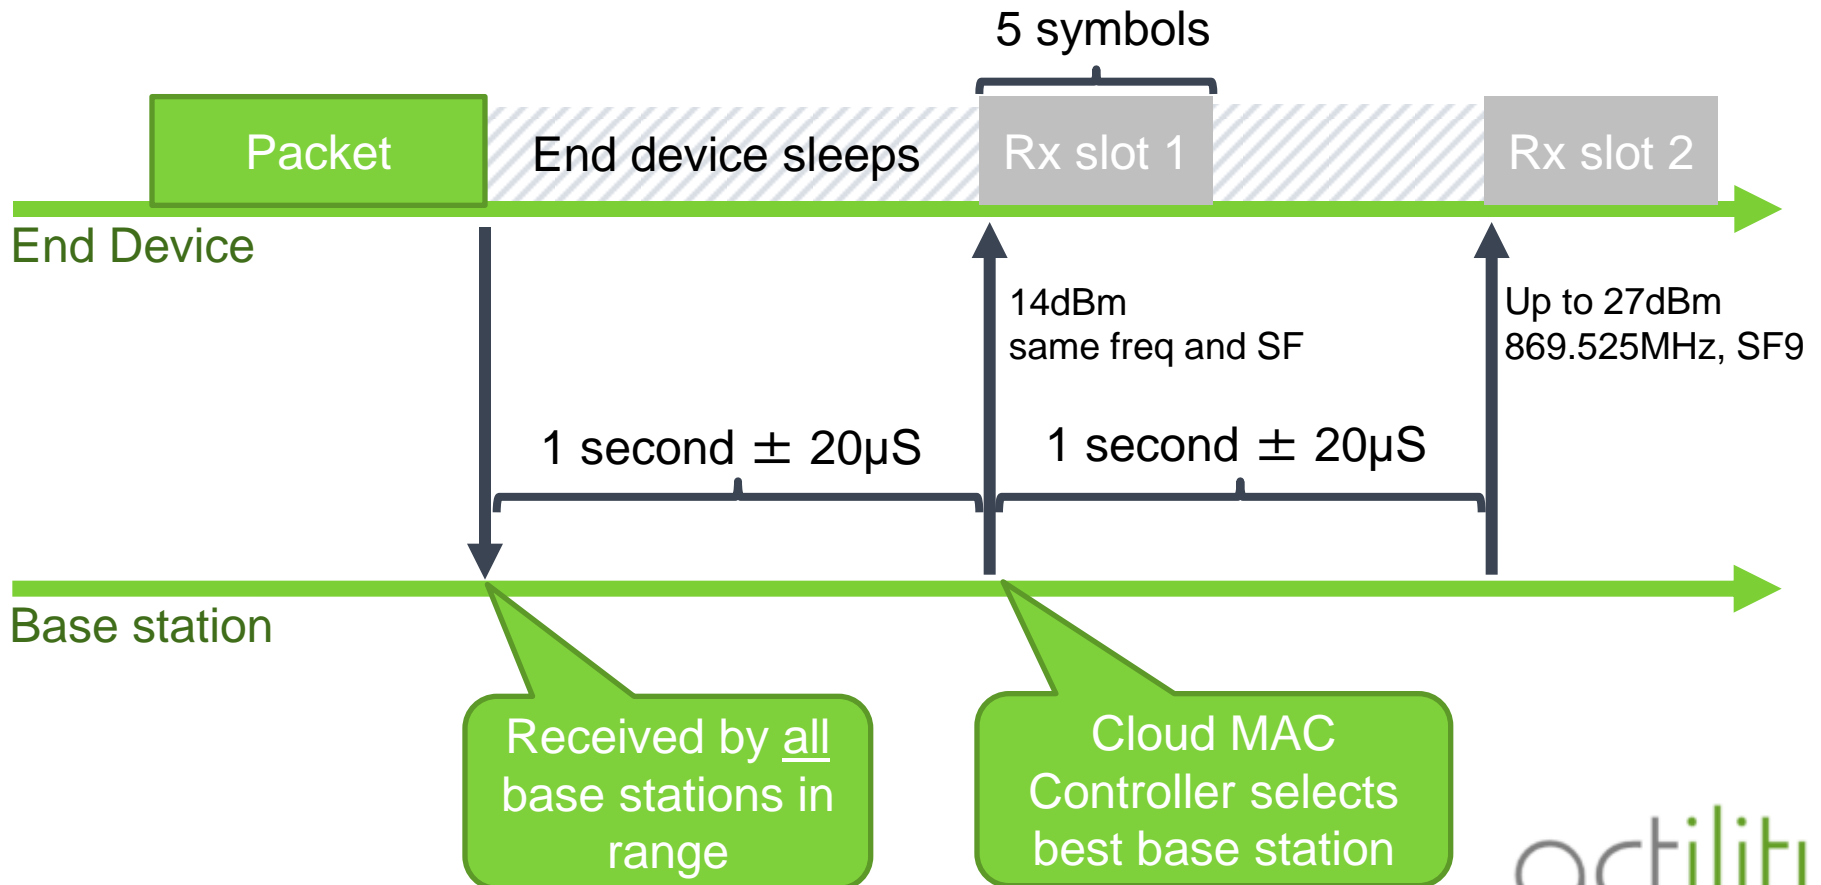 5 symbols
Packet
End device sleeps
Rx slot 1
Rx slot 2
End Device
14dBm
same freq and SF
Up to 27dBm
869.525MHz, SF9
1 second ± 20µS
1 second ± 20µS
Base station
Received by all
base stations in
range
Cloud MAC
Controller selects
best base station